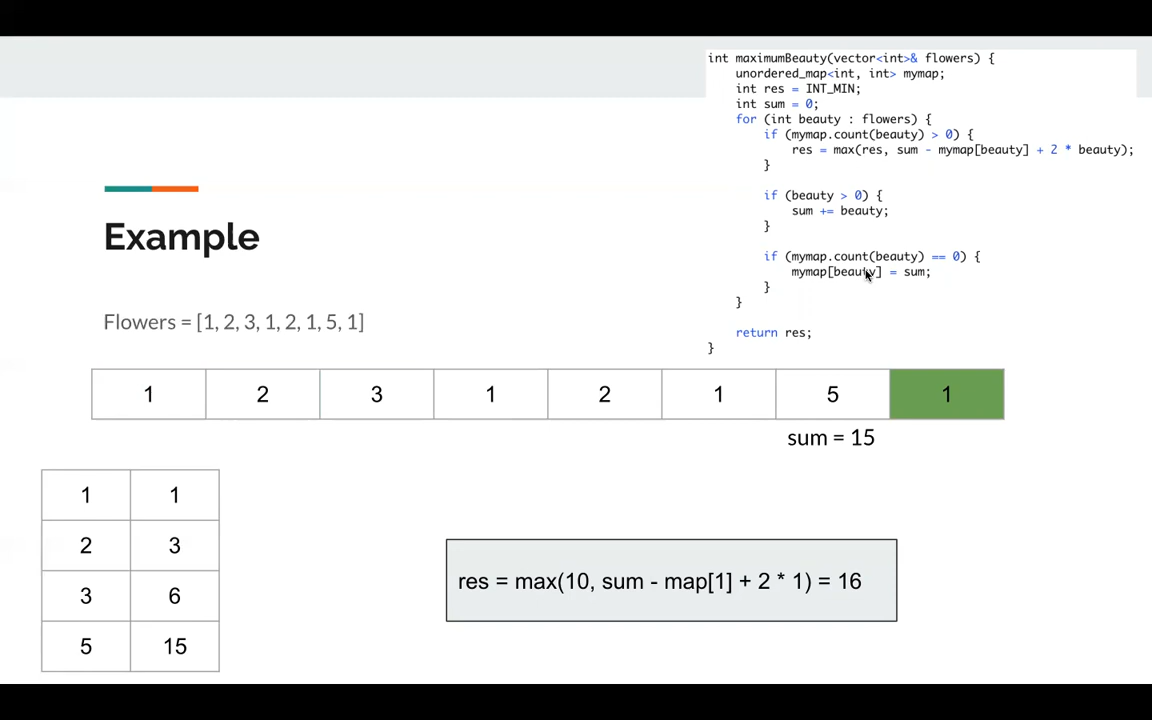 int maximumBeauty(vector<int>& flowers) {
    unordered_map<int, int> mymap;
    int res = INT_MIN;
    int sum = 0;
    for (int beauty : flowers) {
        if (mymap.count(beauty) > 0) {
            res = max(res, sum - mymap[beauty] + 2 * beauty);
        }
        if (beauty > 0) {
            sum += beauty;
        }
        if (mymap.count(beauty) == 0) {
            mymap[beauty] = sum;
        }
    }
    return res;
}
Example
Flowers = [1, 2, 3, 1, 2, 1, 5, 1]
1 2 3 1 2 1 5 1
sum = 15
1 1
2 3
3 6
5 15
res = max(10, sum - map[1] + 2 * 1) = 16